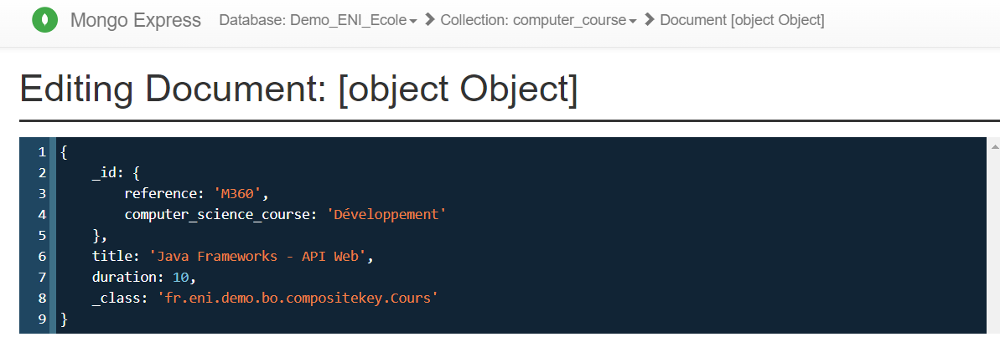 Mongo Express Database: Demo_ENI_Ecole Collection: computer_course Document [object Object]
Editing Document: [object Object]
1 {
2 _id: {
3 reference: 'M360',
4 computer_science_course: 'Développement'
5 },
6 title: 'Java Frameworks - API Web',
7 duration: 10,
8 _class: 'fr.eni.demo.bo.compositekey.Cours'
9 }